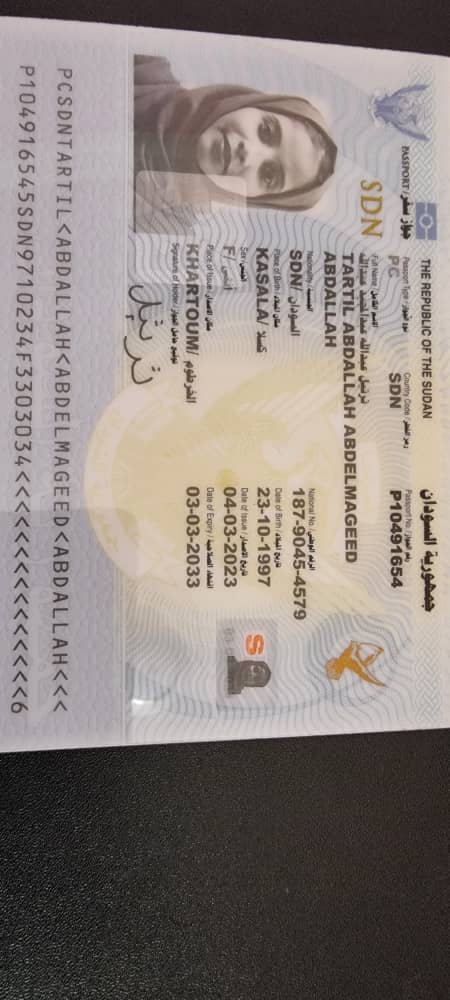 THE REPUBLIC OF THE SUDAN جمهورية السودان
PASSPORT / جواز سفر
Passport Type / نوع الجواز
PC
Country Code / رمز القطر
SDN
Passport No. / رقم الجواز
P10491654
SDN
Full Name / الاسم الكامل
ترتيل عبدالله عبدالمجيد عبدالله
TARTIL ABDALLAH ABDELMAGEED
ABDALLAH
Nationality / الجنسية
SDN / السودان
National No. / الرقم الوطني
187-9045-4579
Place of Birth / مكان الميلاد
KASALA / كسلا
Date of Birth / تاريخ الميلاد
23-10-1997
Sex / الجنس
F / أنثى
Date of Issue / تاريخ الإصدار
04-03-2023
Place of Issue / مكان الإصدار
KHARTOUM / الخرطوم
Date of Expiry /
03-03-2033
Signature of Holder / توقيع حامل الجواز
ترتيل
PCSDNTARTIL<ABDALLAH<ABDELMAGEED<ABDALLAH<<<
P104916545SDN9710234F3303034<<<<<<<<<<<<<<<6